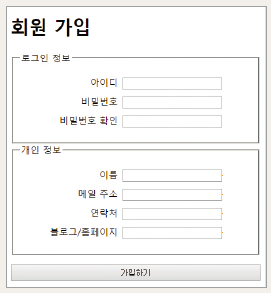 회원 가입
로그인 정보
아이디
비밀번호
비밀번호 확인
개인 정보
이름
메일 주소
연락처
블로그/홈페이지
가입하기